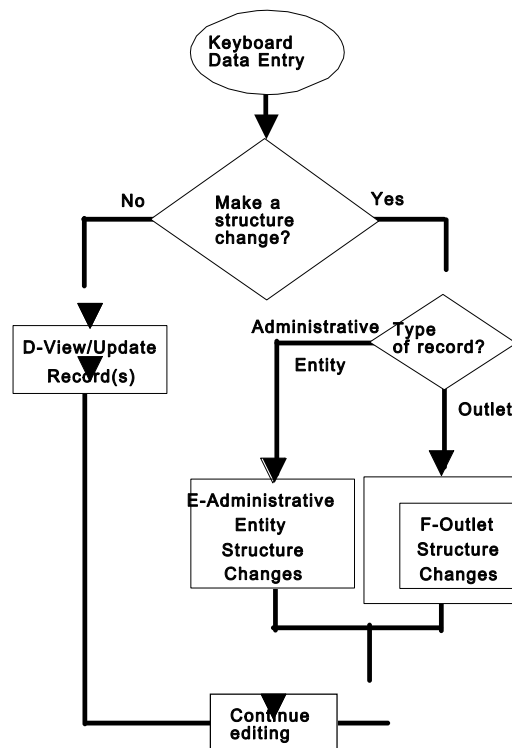 Keyboard
Data Entry
No
Yes
Make a
structure
change?
Administrative
Entity
Type
of record?
D-View/Update
Record(s)
Outlet
E-Administrative
Entity
Structure
Changes
F-Outlet
Structure
Changes
Continue
editing